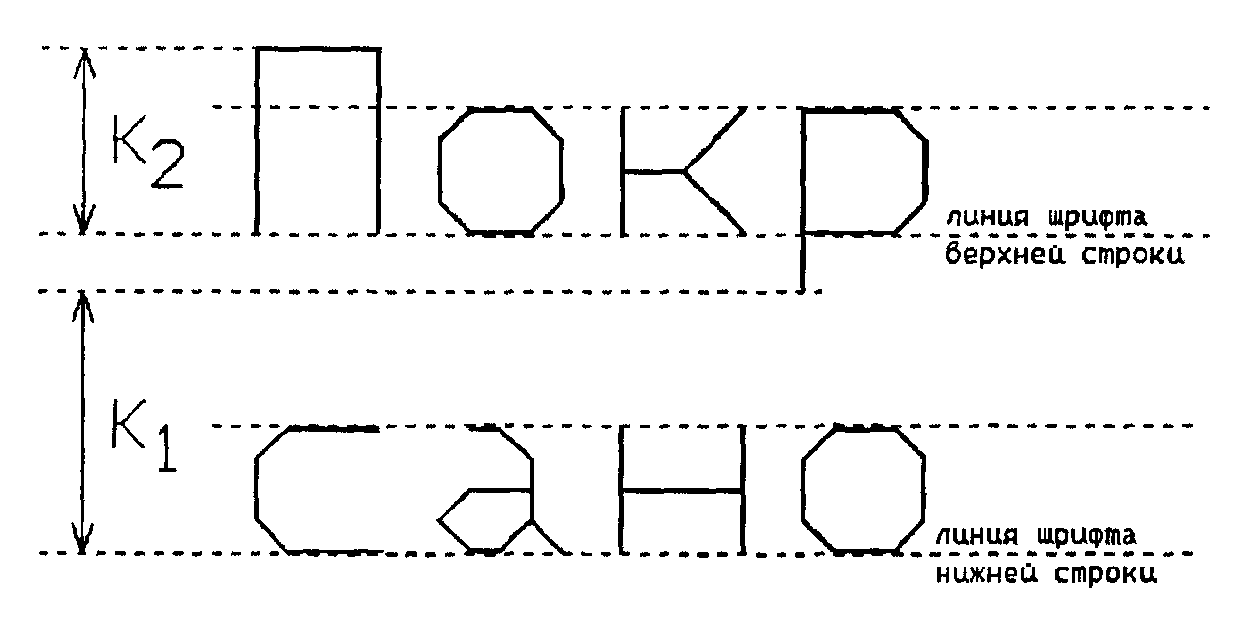 K2
Покр
линия шрифта
верхней строки
K1
сано
линия шрифта
нижней строки